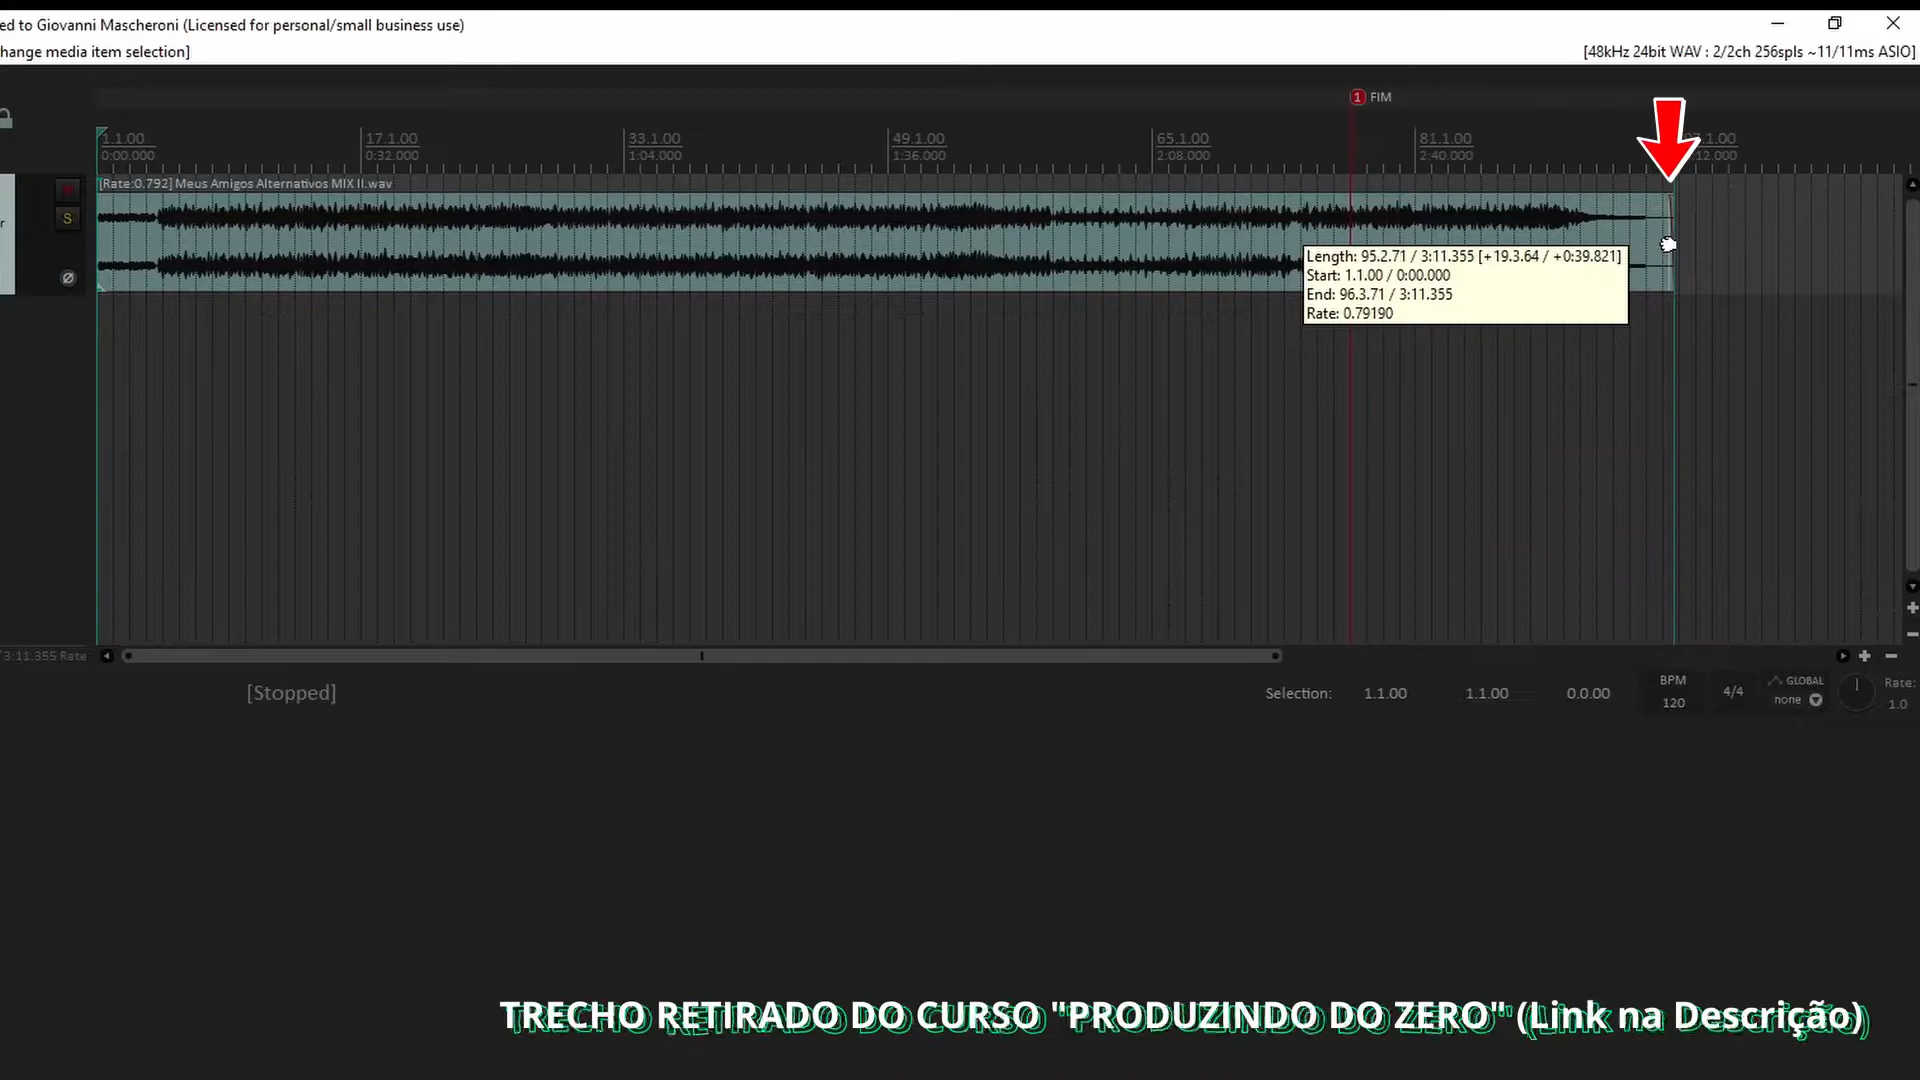 ed to Giovanni Mascheroni (Licensed for personal/small business use)
hange media item selection]
[48kHz 24bit WAV : 2/2ch 256spls ~11/11ms ASIO]
1 FIM
1.1.00 17.1.00 33.1.00 49.1.00 65.1.00 81.1.00 97.1.00
0:00.000 0:32.000 1:04.000 1:36.000 2:08.000 2:40.000 12.000
[Rate:0.792] Meus Amigos Alternativos MIX II.wav
M
S
r
Length: 95.2.71 / 3:11.355 [+19.3.64 / +0:39.821]
Start: 1.1.00 / 0:00.000
End: 96.3.71 / 3:11.355
Rate: 0.79190
3:11.355 Rate
[Stopped]
Selection: 1.1.00 1.1.00 0.0.00
BPM
120
4/4
GLOBAL
none
Rate:
1.0
TRECHO RETIRADO DO CURSO "PRODUZINDO DO ZERO" (Link na Descrição)